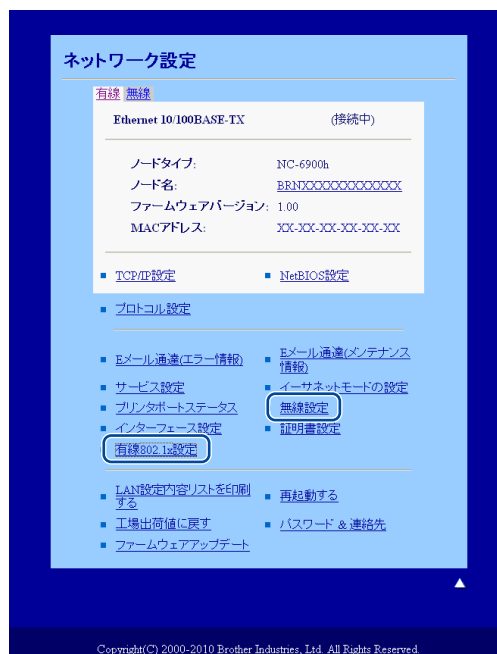 ネットワーク設定
有線 無線
Ethernet 10/100BASE-TX (接続中)
ノードタイプ: NC-6900h
ノード名: BRNXXXXXXXXXXXX
ファームウェアバージョン: 1.00
MACアドレス: XX-XX-XX-XX-XX-XX
TCP/IP設定 NetBIOS設定
プロトコル設定
Eメール通達(エラー情報) Eメール通達(メンテナンス
情報)
サービス設定 イーサネットモードの設定
プリンタポートステータス 無線設定
インターフェース設定 証明書設定
有線802.1x設定
LAN設定内容リストを印刷
する 再起動する
工場出荷値に戻す パスワード & 連絡先
ファームウェアアップデート
Copyright(C) 2000-2010 Brother Industries, Ltd. All Rights Reserved.